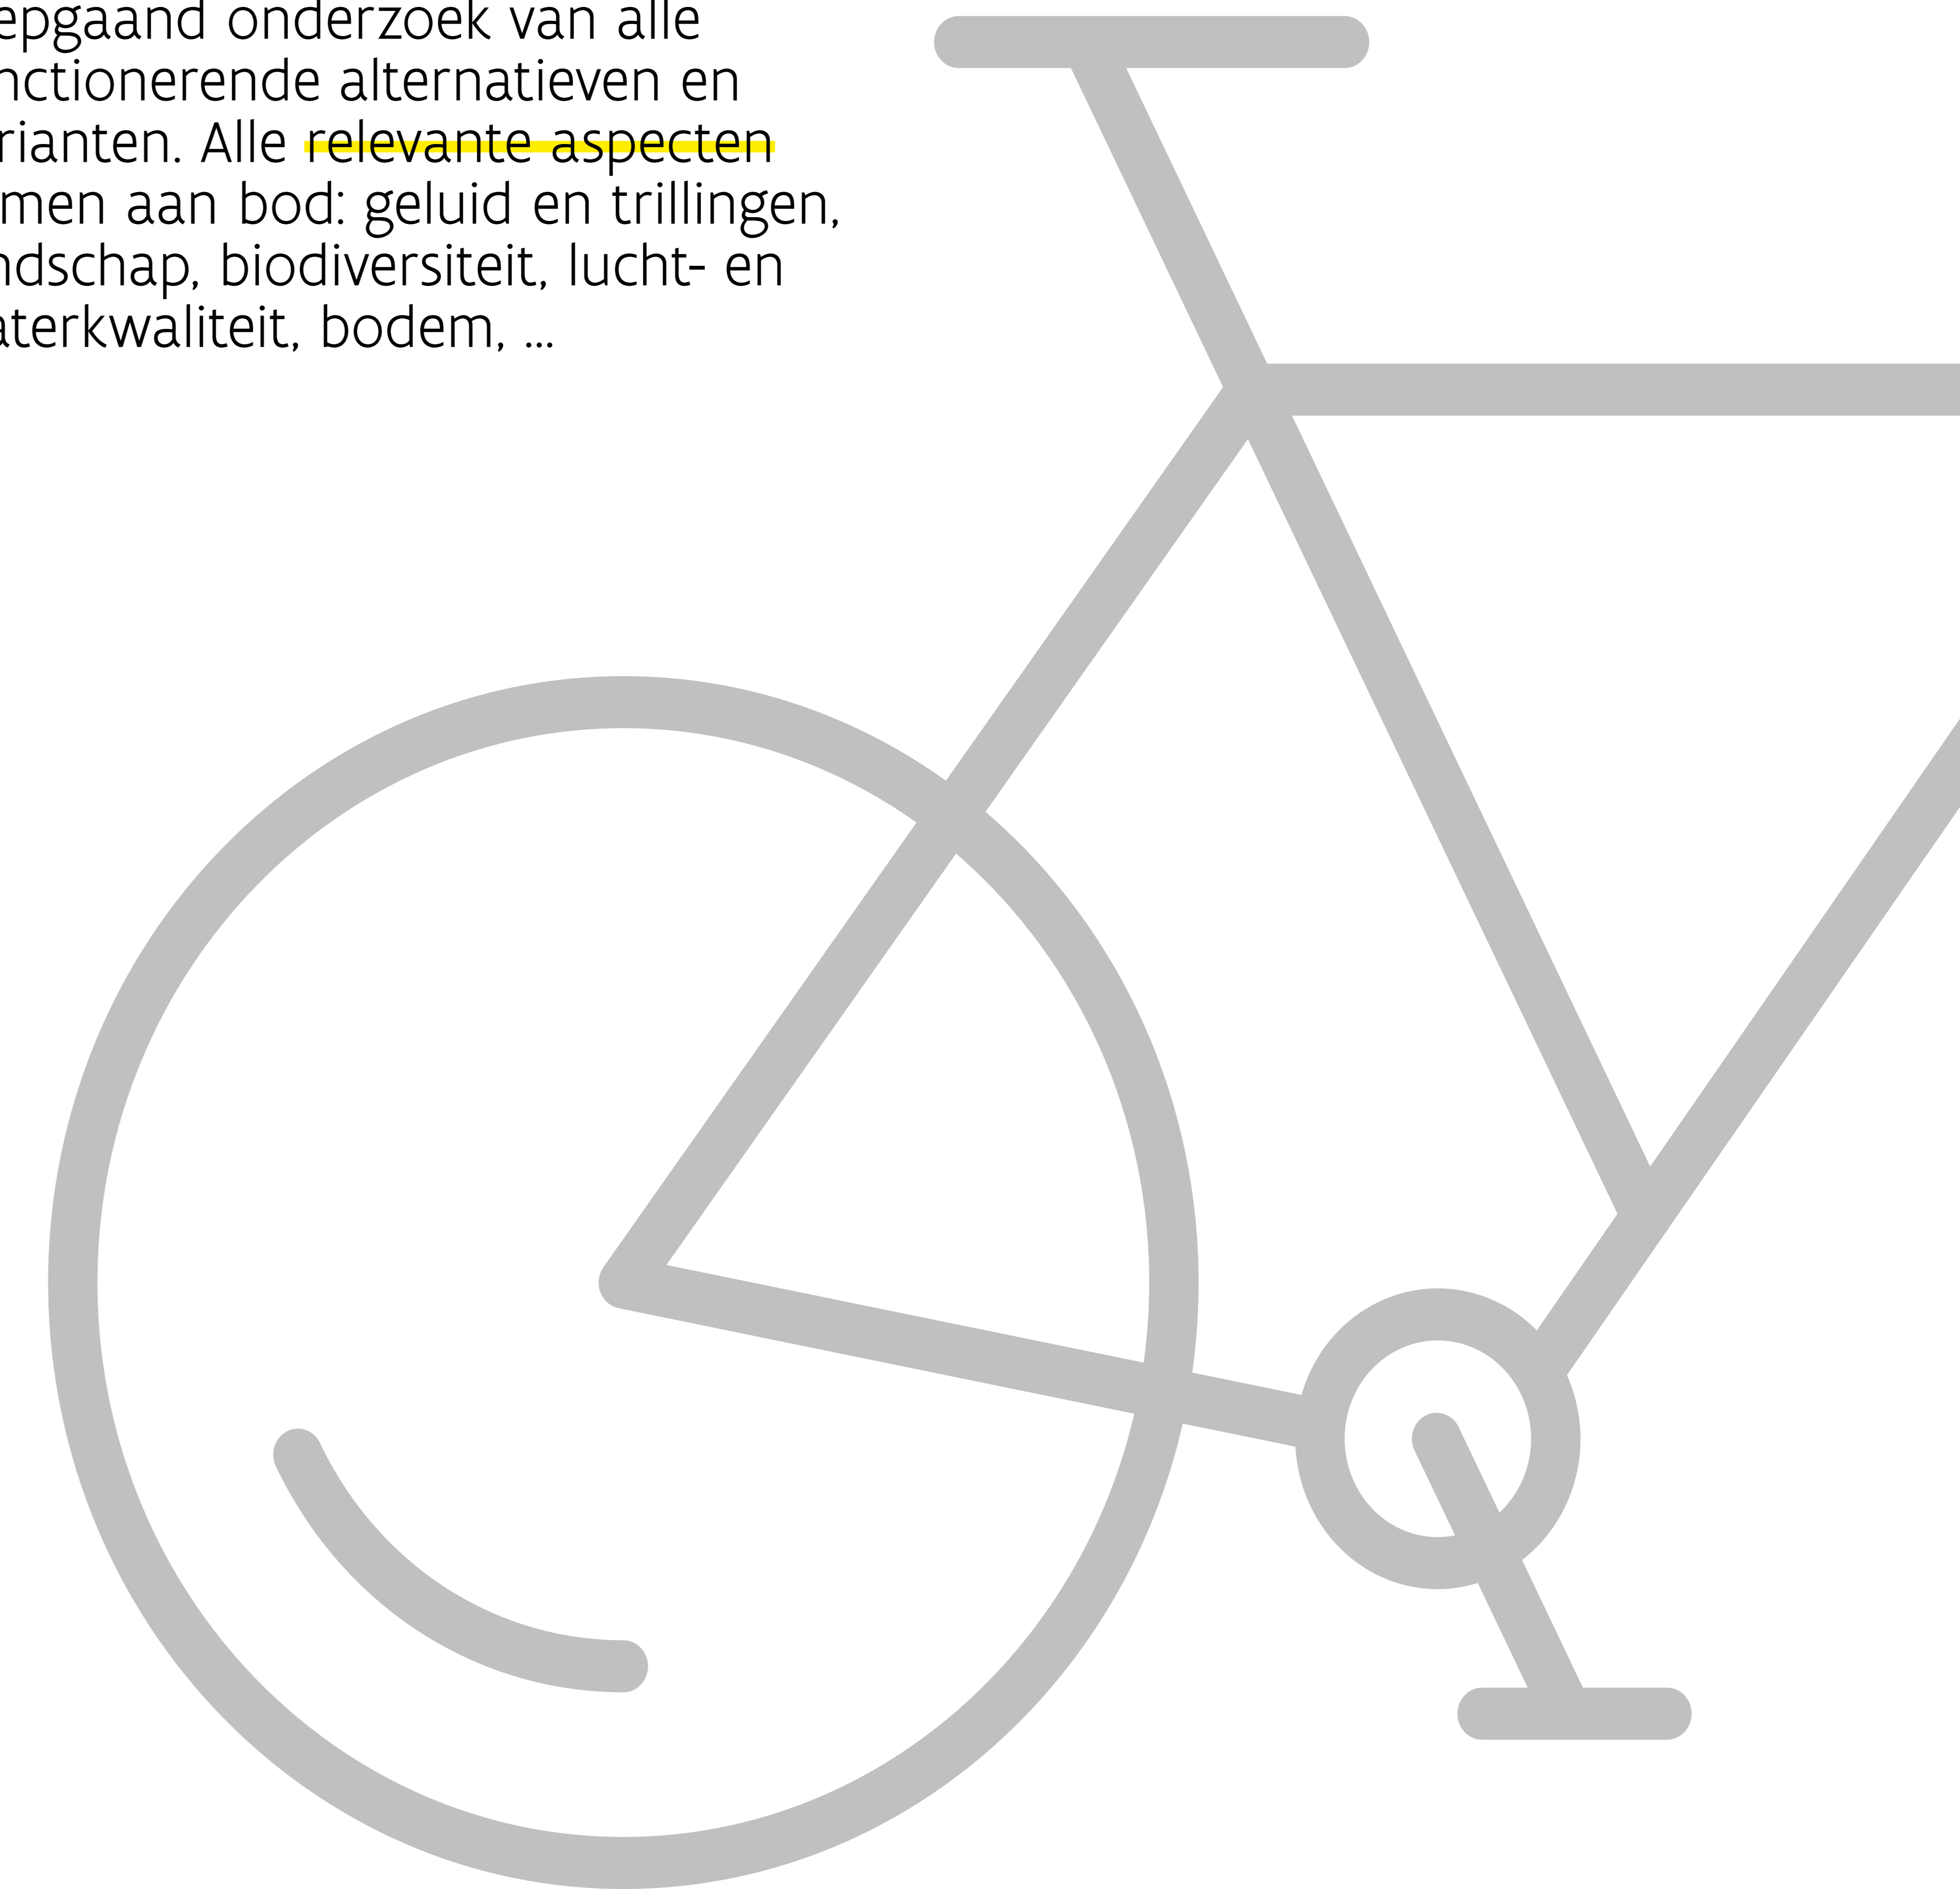 epgaand onderzoek van alle
nctionerende alternatieven en
rianten. Alle relevante aspecten
men aan bod: geluid en trillingen,
ndschap, biodiversiteit, lucht- en
aterkwaliteit, bodem, ...